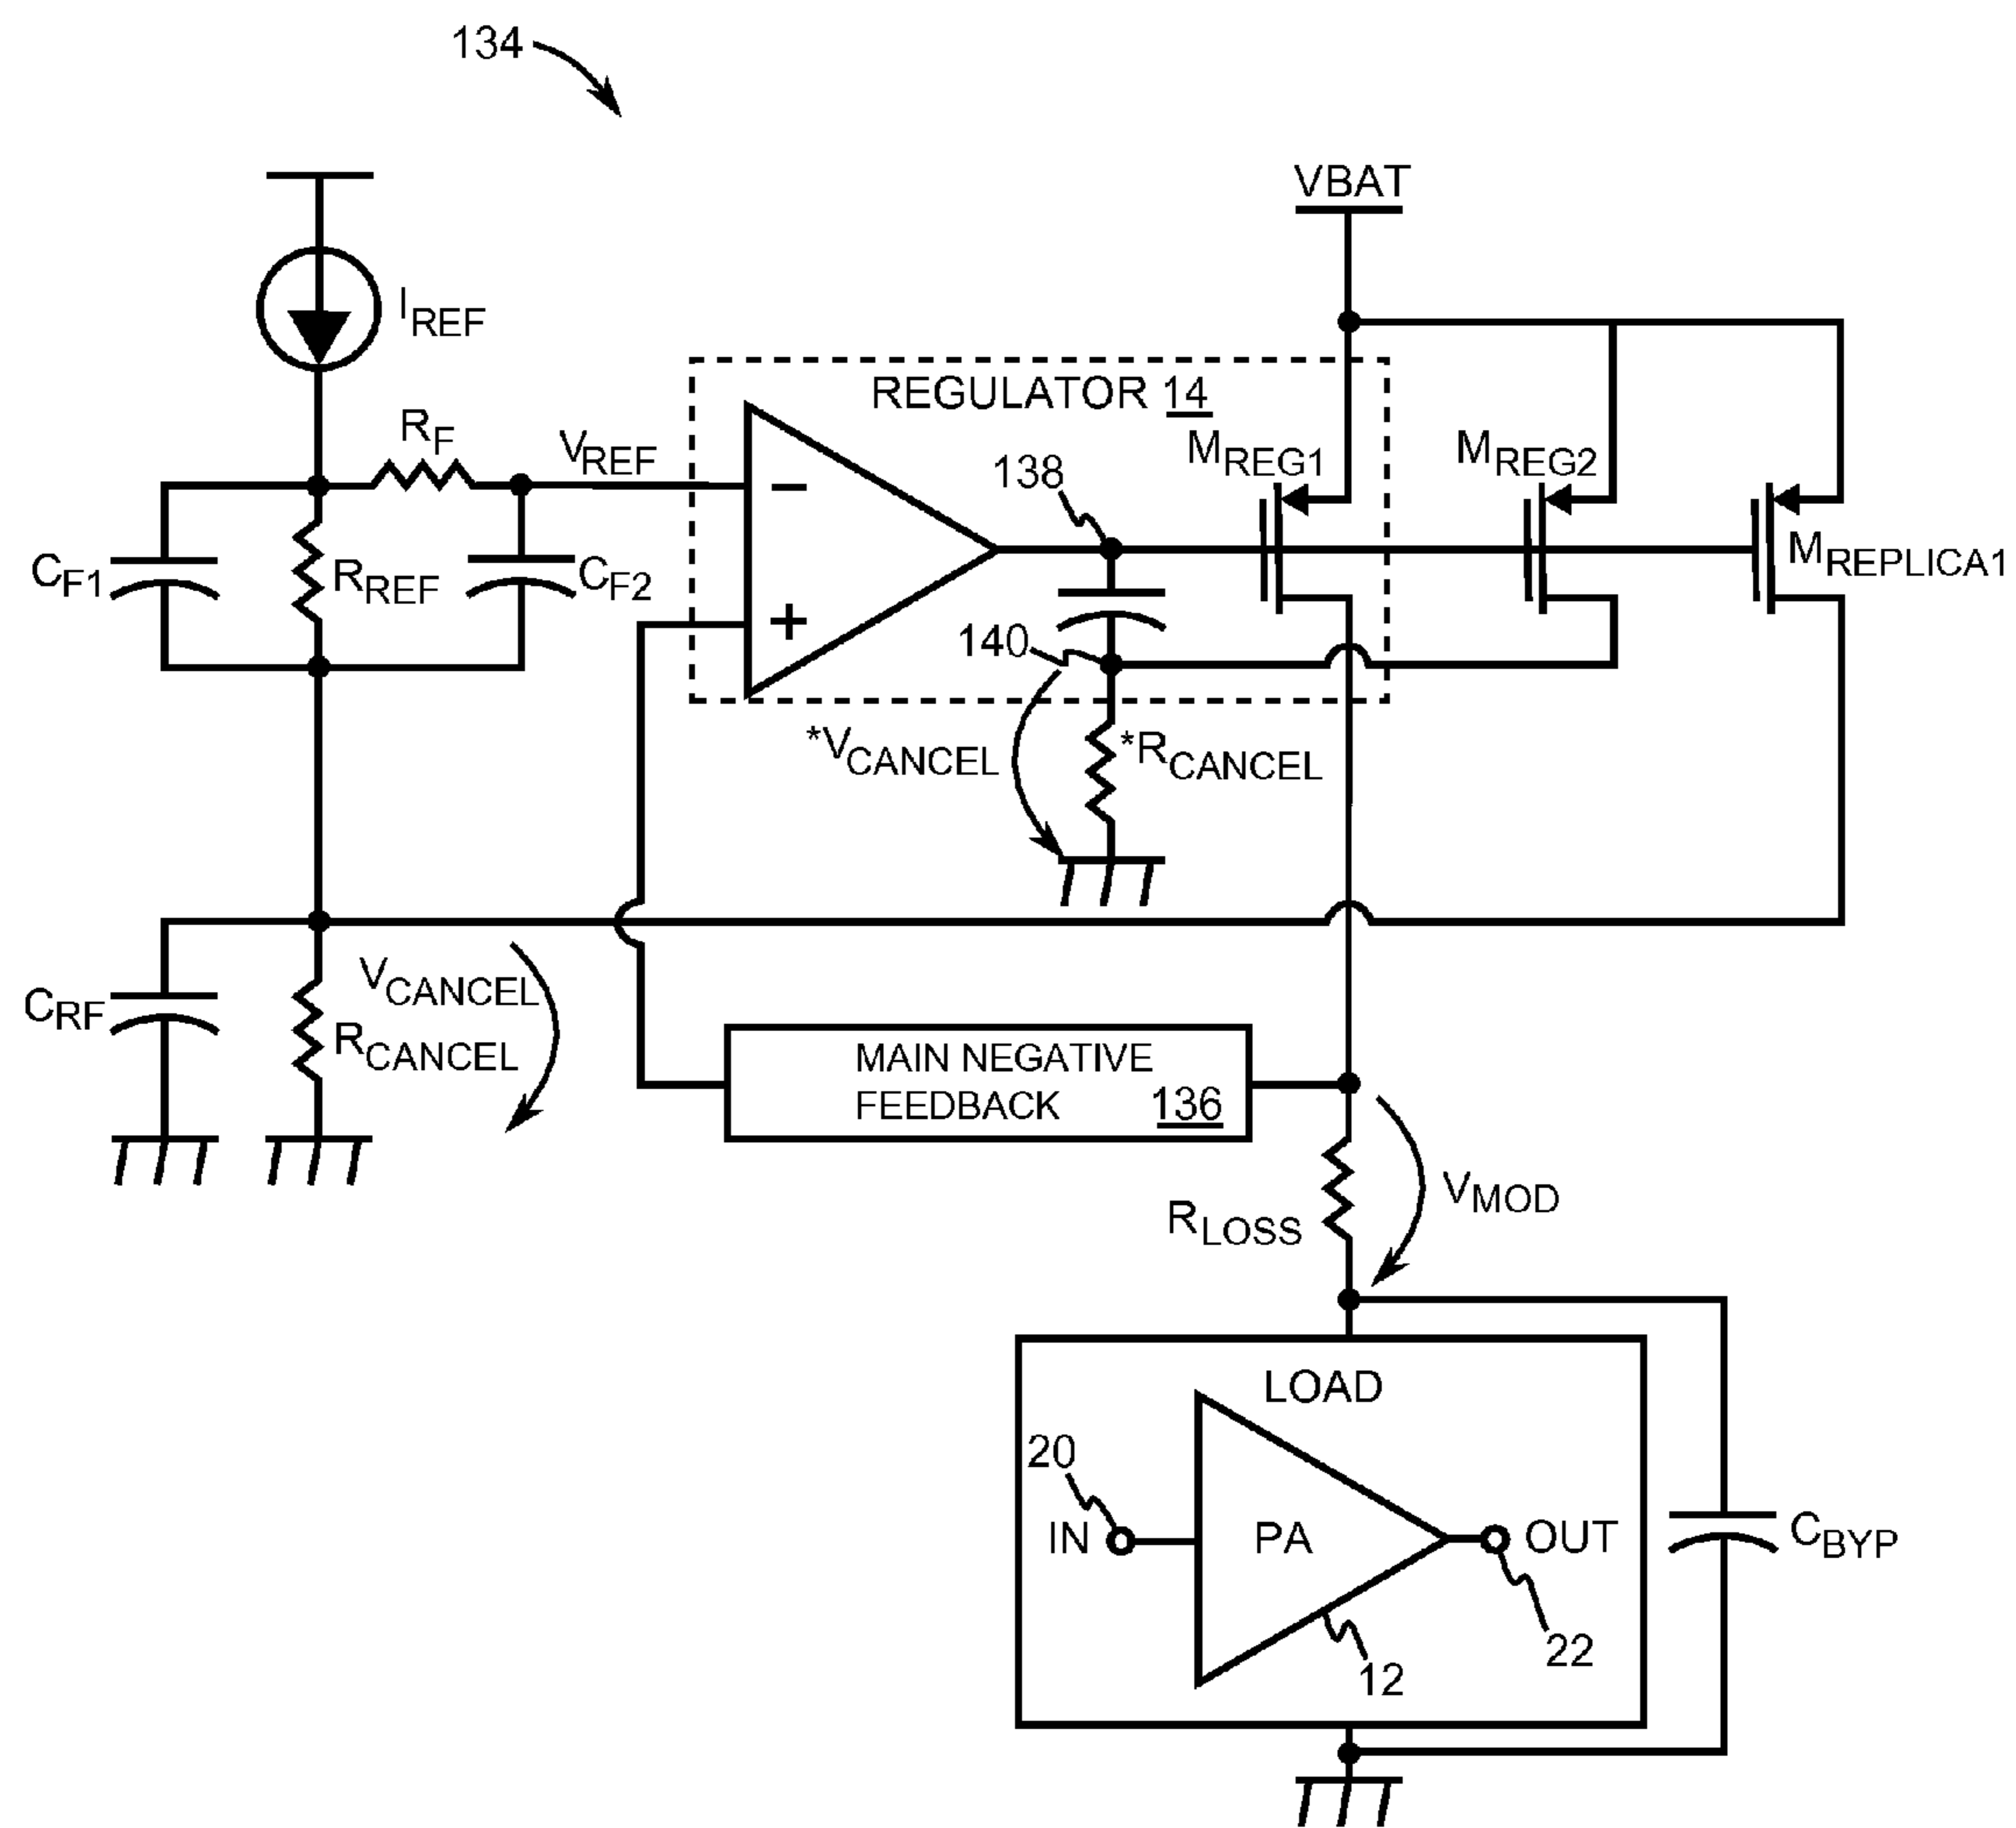 134
VBAT
IREF
REGULATOR 14
RF
VREF
138
MREG1
MREG2
MREPLICA1
CF1
RREF
CF2
−
+
140
*VCANCEL
*RCANCEL
VCANCEL
CRF
RCANCEL
MAIN NEGATIVE
FEEDBACK 136
RLOSS
VMOD
LOAD
20
IN
PA
OUT
CBYP
12
22